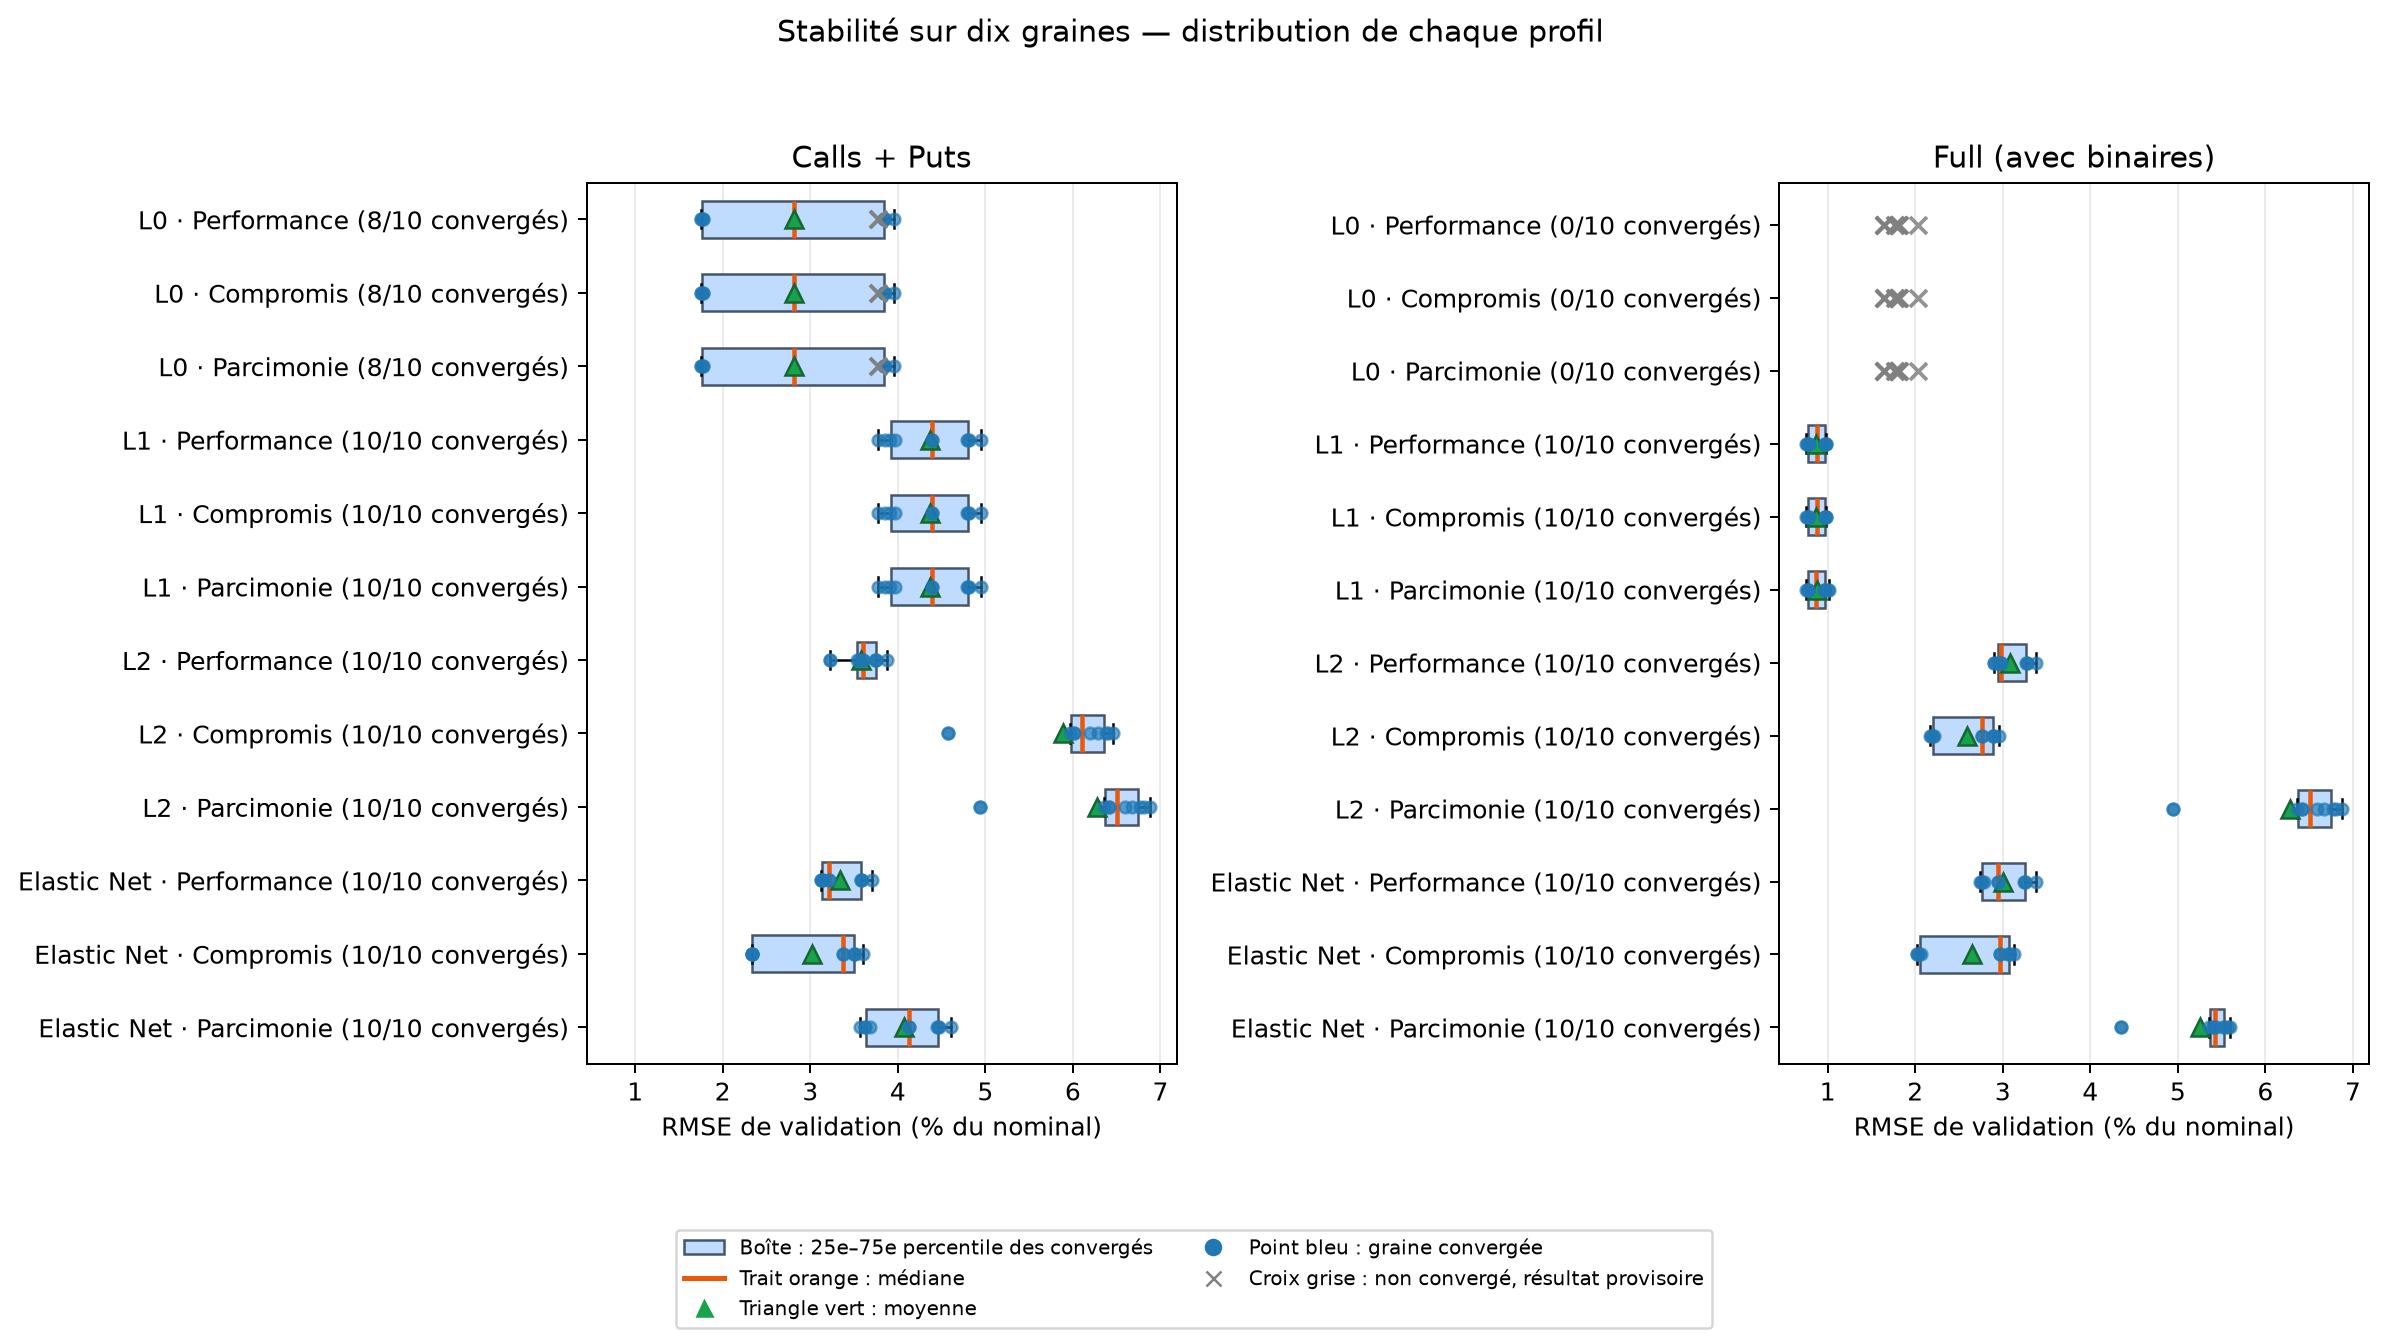 Stabilité sur dix graines — distribution de chaque profil
Calls + Puts
L0 · Performance (8/10 convergés)
L0 · Compromis (8/10 convergés)
L0 · Parcimonie (8/10 convergés)
L1 · Performance (10/10 convergés)
L1 · Compromis (10/10 convergés)
L1 · Parcimonie (10/10 convergés)
L2 · Performance (10/10 convergés)
L2 · Compromis (10/10 convergés)
L2 · Parcimonie (10/10 convergés)
Elastic Net · Performance (10/10 convergés)
Elastic Net · Compromis (10/10 convergés)
Elastic Net · Parcimonie (10/10 convergés)
1 2 3 4 5 6 7
RMSE de validation (% du nominal)
Full (avec binaires)
L0 · Performance (0/10 convergés)
L0 · Compromis (0/10 convergés)
L0 · Parcimonie (0/10 convergés)
L1 · Performance (10/10 convergés)
L1 · Compromis (10/10 convergés)
L1 · Parcimonie (10/10 convergés)
L2 · Performance (10/10 convergés)
L2 · Compromis (10/10 convergés)
L2 · Parcimonie (10/10 convergés)
Elastic Net · Performance (10/10 convergés)
Elastic Net · Compromis (10/10 convergés)
Elastic Net · Parcimonie (10/10 convergés)
1 2 3 4 5 6 7
RMSE de validation (% du nominal)
Boîte : 25e–75e percentile des convergés
Trait orange : médiane
Triangle vert : moyenne
Point bleu : graine convergée
Croix grise : non convergé, résultat provisoire